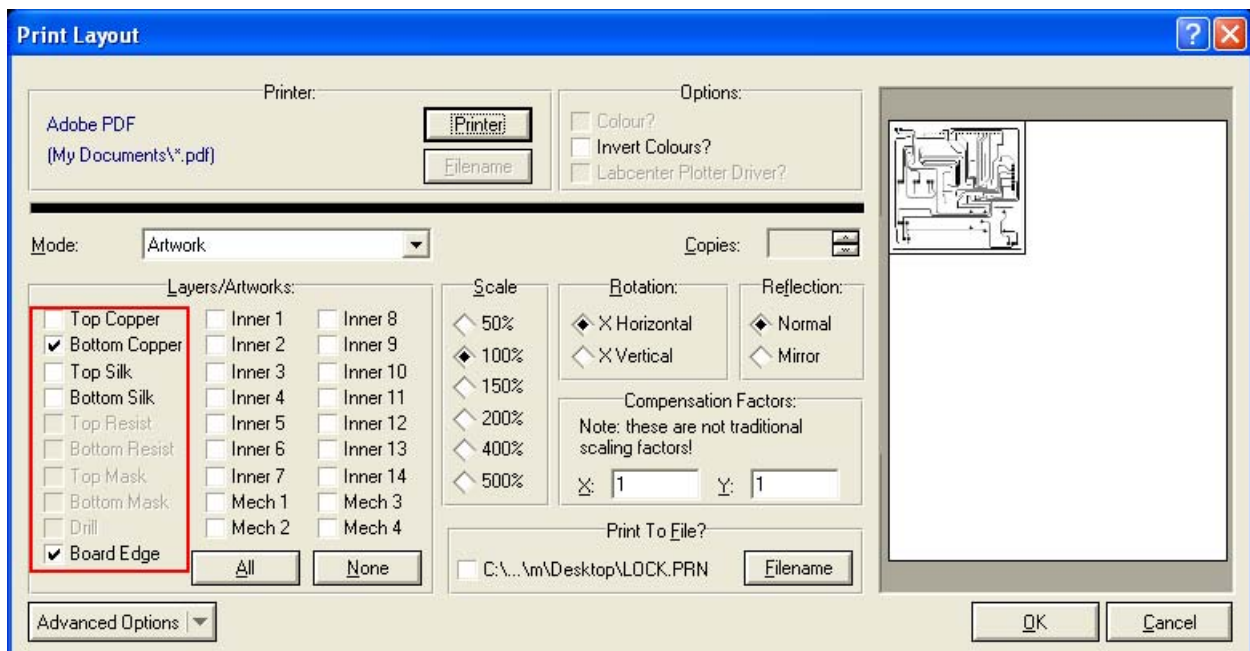 Print Layout
Printer:
Adobe PDF
(My Documents\*.pdf)
Printer
Filename
Options:
Colour?
Invert Colours?
Labcenter Plotter Driver?
Mode:
Artwork
Copies:
Layers/Artworks:
Top Copper
Bottom Copper
Top Silk
Bottom Silk
Top Resist
Bottom Resist
Top Mask
Bottom Mask
Drill
Board Edge
Inner 1
Inner 2
Inner 3
Inner 4
Inner 5
Inner 6
Inner 7
Mech 1
Mech 2
Inner 8
Inner 9
Inner 10
Inner 11
Inner 12
Inner 13
Inner 14
Mech 3
Mech 4
All
None
Scale
50%
100%
150%
200%
400%
500%
Rotation:
X Horizontal
X Vertical
Reflection:
Normal
Mirror
Compensation Factors:
Note: these are not traditional
scaling factors!
X: 1
Y: 1
Print To File?
C:\...\m\Desktop\LOCK.PRN
Filename
Advanced Options
OK
Cancel